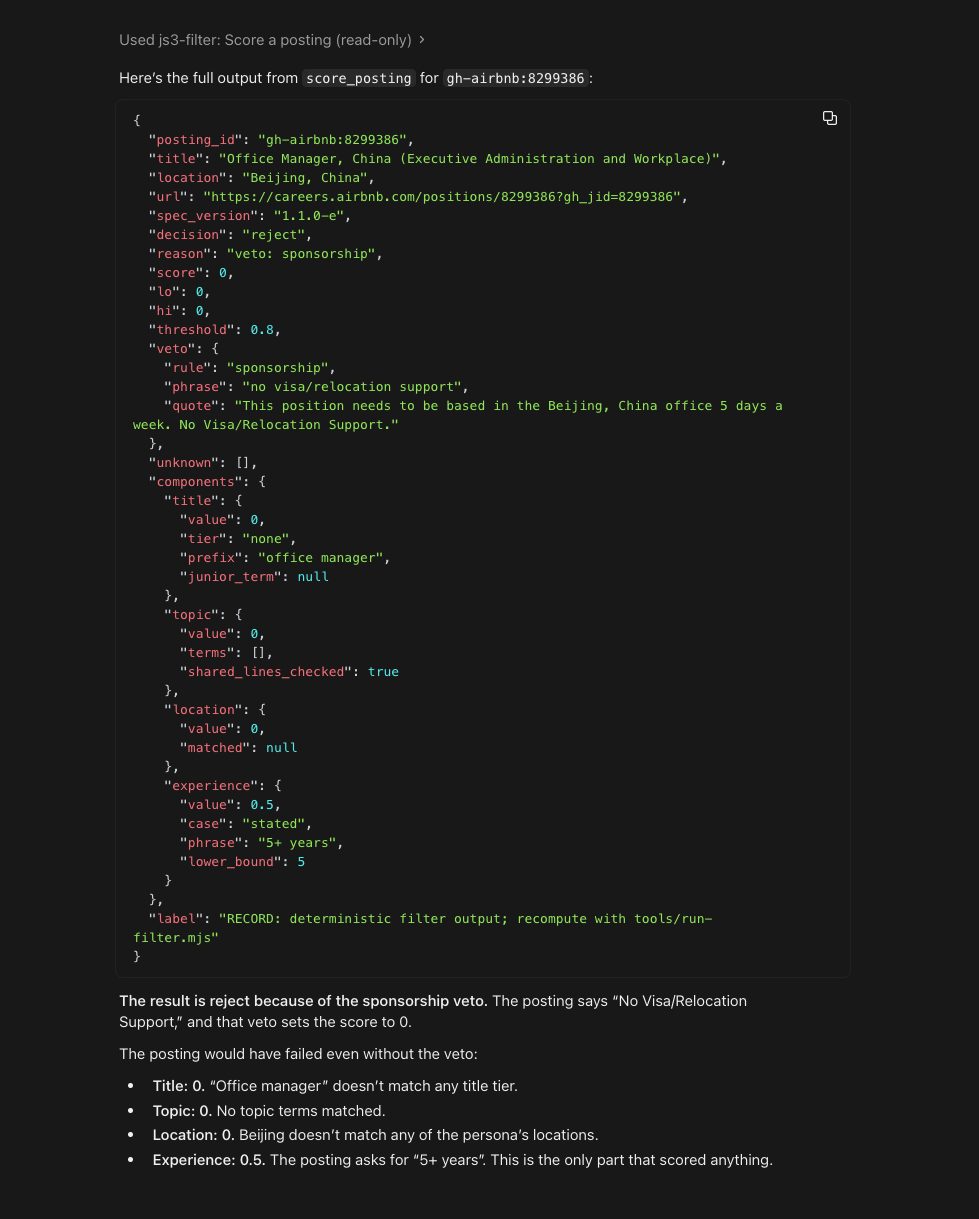 Used js3-filter: Score a posting (read-only) >
Here’s the full output from score_posting for gh-airbnb:8299386:
{
  "posting_id": "gh-airbnb:8299386",
  "title": "Office Manager, China (Executive Administration and Workplace)",
  "location": "Beijing, China",
  "url": "https://careers.airbnb.com/positions/8299386?gh_jid=8299386",
  "spec_version": "1.1.0-e",
  "decision": "reject",
  "reason": "veto: sponsorship",
  "score": 0,
  "lo": 0,
  "hi": 0,
  "threshold": 0.8,
  "veto": {
    "rule": "sponsorship",
    "phrase": "no visa/relocation support",
    "quote": "This position needs to be based in the Beijing, China office 5 days a
week. No Visa/Relocation Support."
  },
  "unknown": [],
  "components": {
    "title": {
      "value": 0,
      "tier": "none",
      "prefix": "office manager",
      "junior_term": null
    },
    "topic": {
      "value": 0,
      "terms": [],
      "shared_lines_checked": true
    },
    "location": {
      "value": 0,
      "matched": null
    },
    "experience": {
      "value": 0.5,
      "case": "stated",
      "phrase": "5+ years",
      "lower_bound": 5
    }
  },
  "label": "RECORD: deterministic filter output; recompute with tools/run-
filter.mjs"
}
The result is reject because of the sponsorship veto. The posting says “No Visa/Relocation
Support,” and that veto sets the score to 0.
The posting would have failed even without the veto:
• Title: 0. “Office manager” doesn’t match any title tier.
• Topic: 0. No topic terms matched.
• Location: 0. Beijing doesn’t match any of the persona’s locations.
• Experience: 0.5. The posting asks for “5+ years”. This is the only part that scored anything.